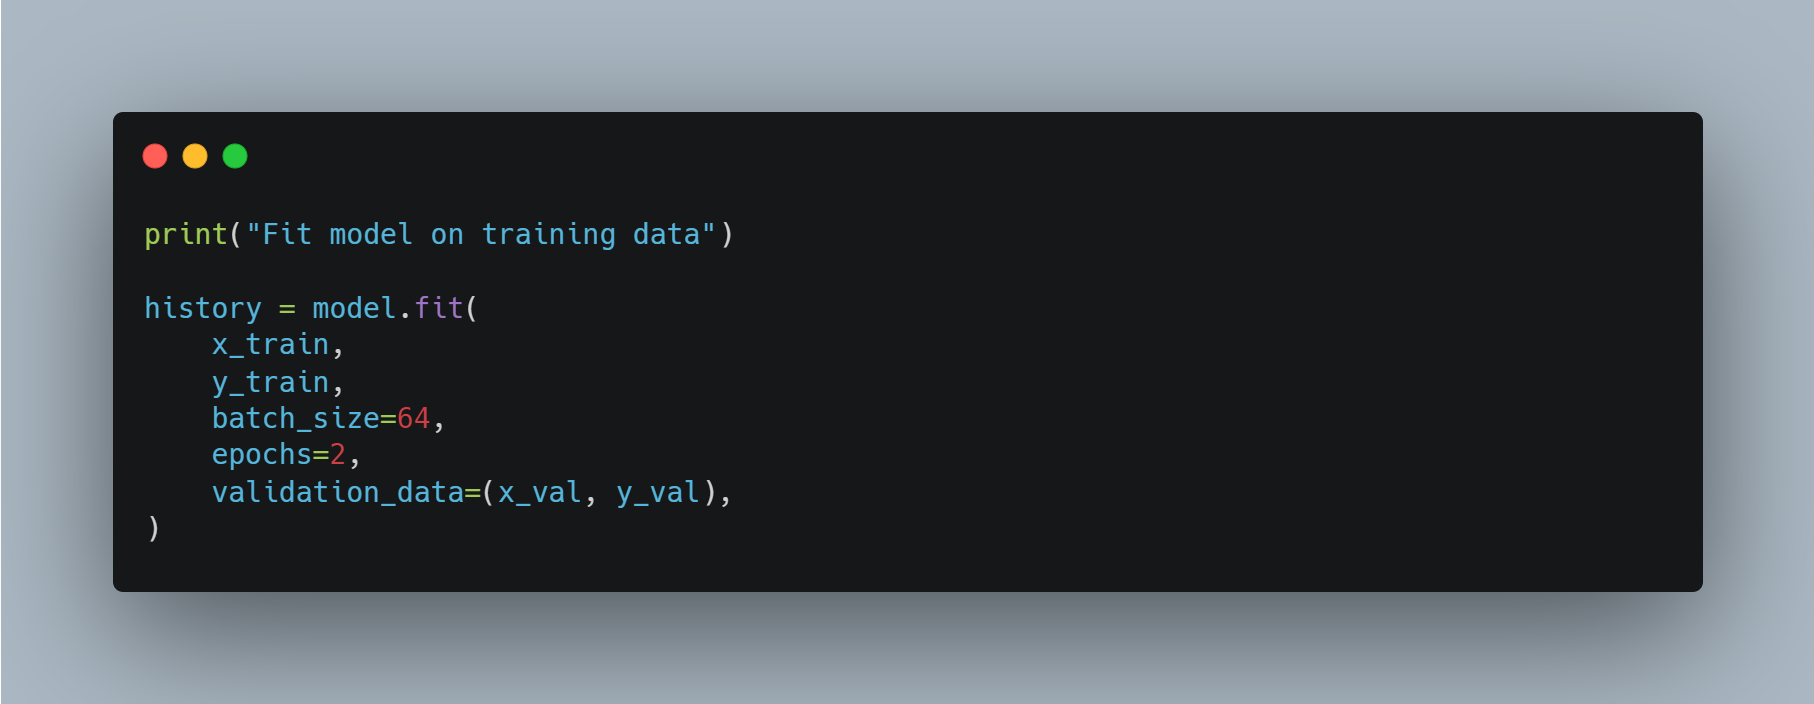 print("Fit model on training data")

history = model.fit(
    x_train,
    y_train,
    batch_size=64,
    epochs=2,
    validation_data=(x_val, y_val),
)